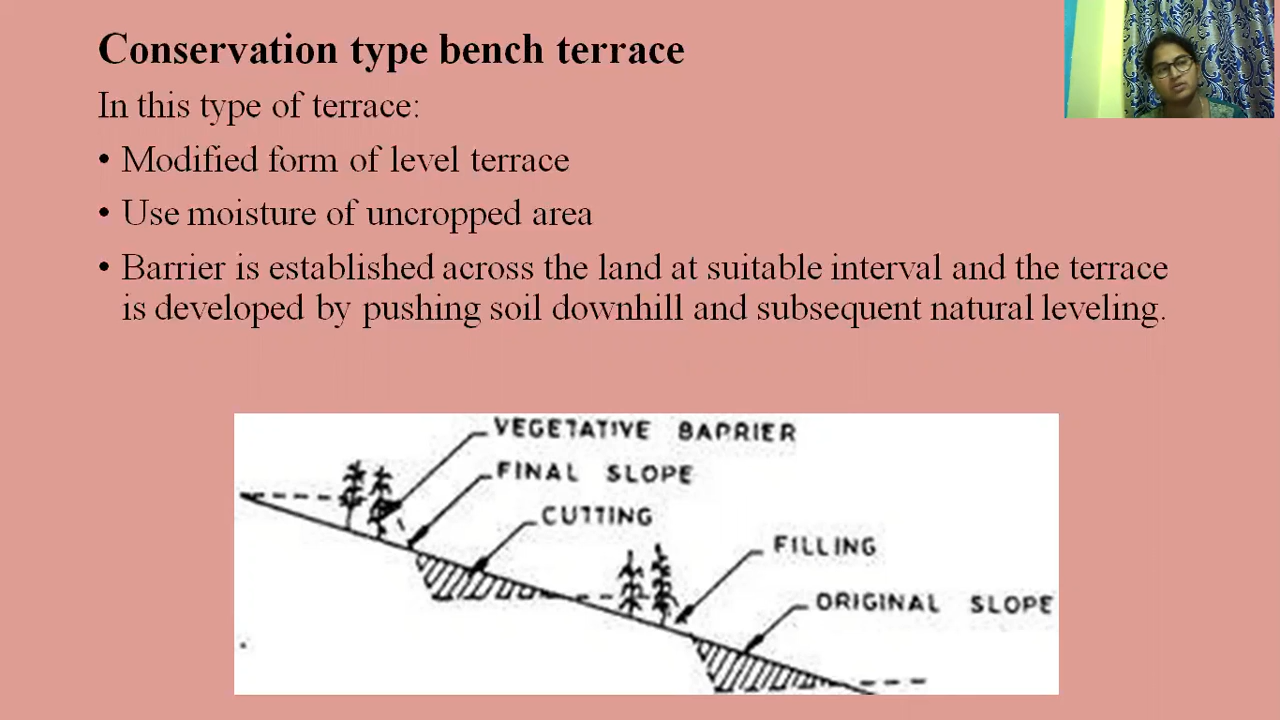 Conservation type bench terrace
In this type of terrace:
• Modified form of level terrace
• Use moisture of uncropped area
• Barrier is established across the land at suitable interval and the terrace
is developed by pushing soil downhill and subsequent natural leveling.
VEGETATIVE BARRIER
FINAL SLOPE
CUTTING
FILLING
ORIGINAL SLOPE